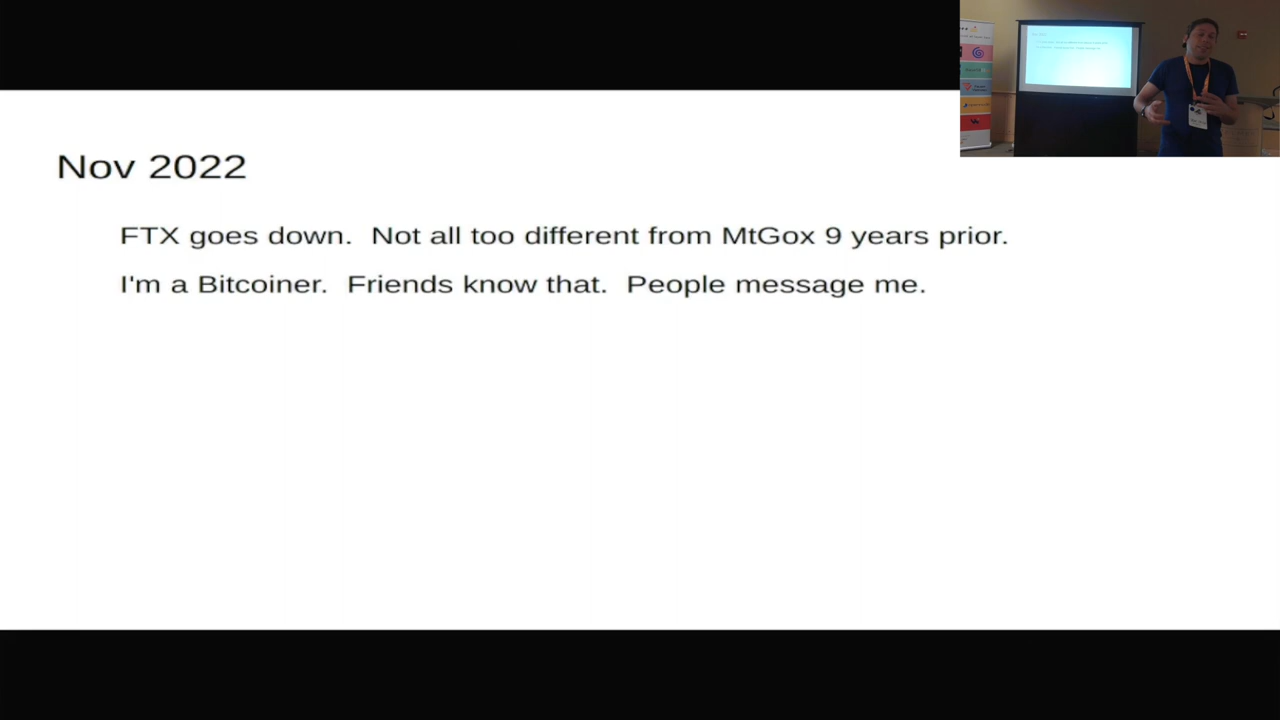 Nov 2022
FTX goes down.  Not all too different from MtGox 9 years prior.
I'm a Bitcoiner.  Friends know that.  People message me.